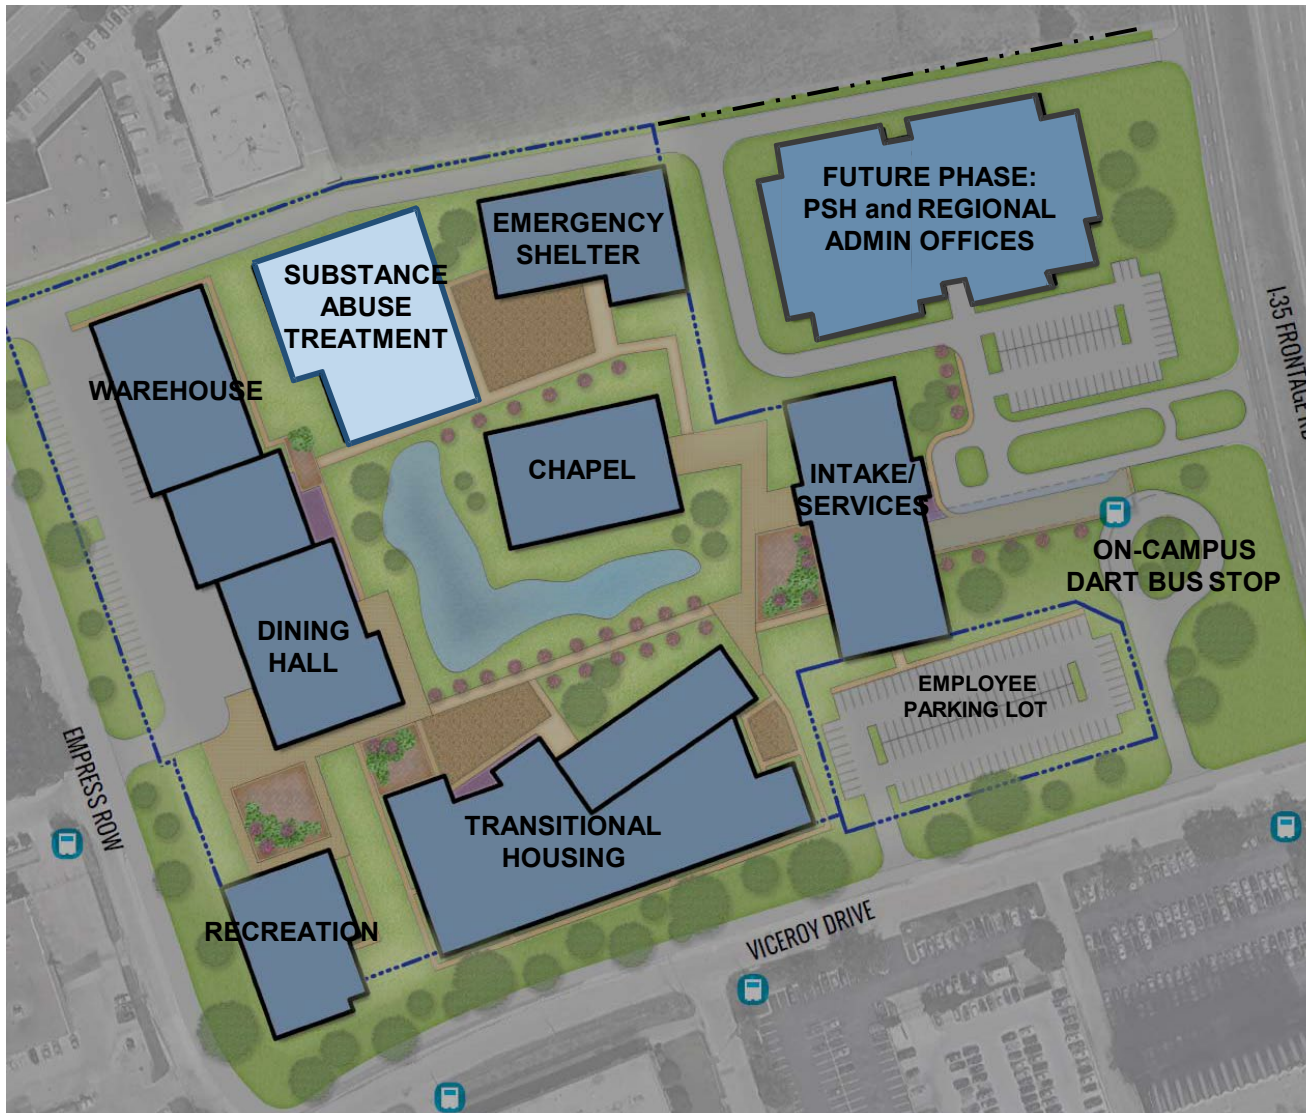 FUTURE PHASE:
PSH and REGIONAL
ADMIN OFFICES
EMERGENCY
SHELTER
SUBSTANCE
ABUSE
TREATMENT
I-35 FRONTAGE
WAREHOUSE
CHAPEL
INTAKE/
SERVICES
ON-CAMPUS
DART BUS STOP
DINING
HALL
EMPLOYEE
PARKING LOT
EMPRESS ROW
TRANSITIONAL
HOUSING
RECREATION
VICEROY DRIVE